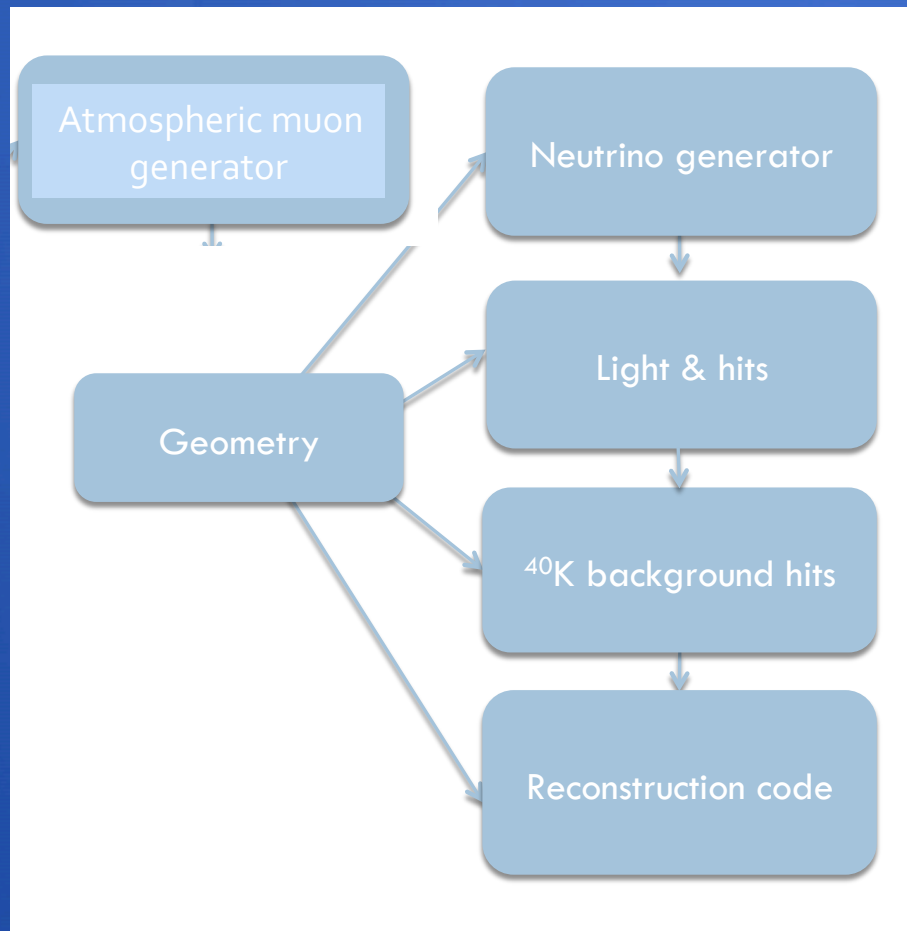 Atmospheric muon
generator
Neutrino generator
Light & hits
Geometry
⁴⁰K background hits
Reconstruction code